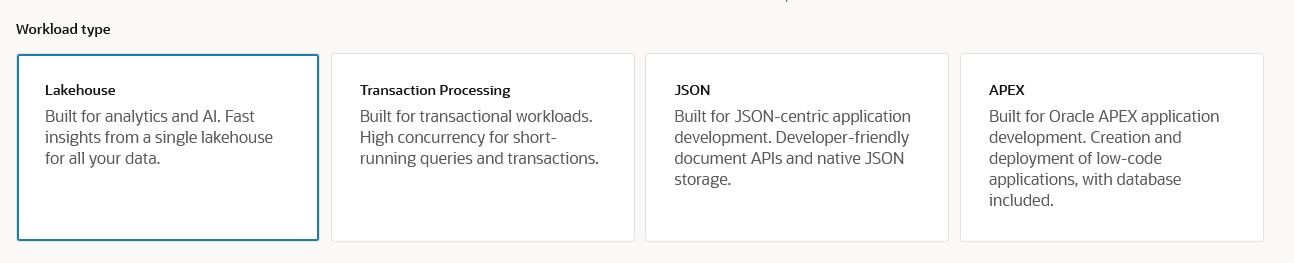 Workload type
Lakehouse
Built for analytics and AI. Fast
insights from a single lakehouse
for all your data.
Transaction Processing
Built for transactional workloads.
High concurrency for short-
running queries and transactions.
JSON
Built for JSON-centric application
development. Developer-friendly
document APIs and native JSON
storage.
APEX
Built for Oracle APEX application
development. Creation and
deployment of low-code
applications, with database
included.